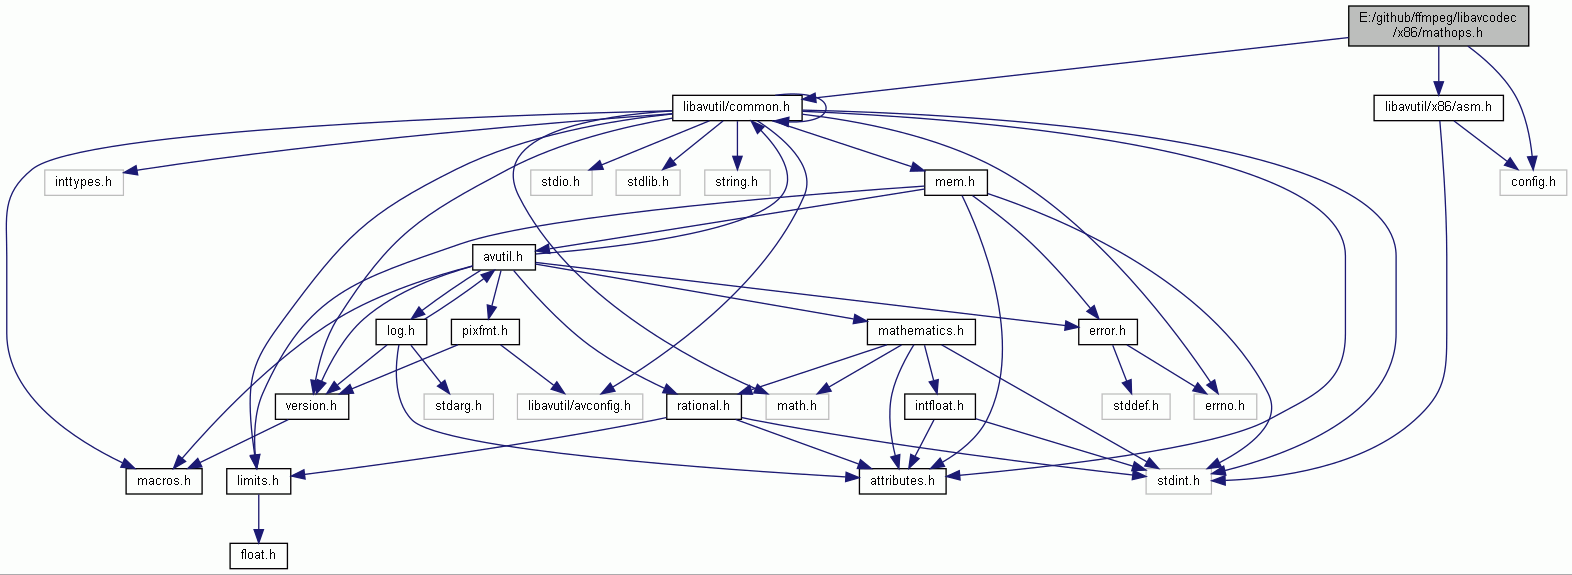 E:/github/ffmpeg/libavcodec
/x86/mathops.h
libavutil/common.h
libavutil/x86/asm.h
inttypes.h
stdio.h
stdlib.h
string.h
mem.h
config.h
avutil.h
log.h
pixfmt.h
mathematics.h
error.h
version.h
stdarg.h
libavutil/avconfig.h
rational.h
math.h
intfloat.h
stddef.h
errno.h
macros.h
limits.h
attributes.h
stdint.h
float.h